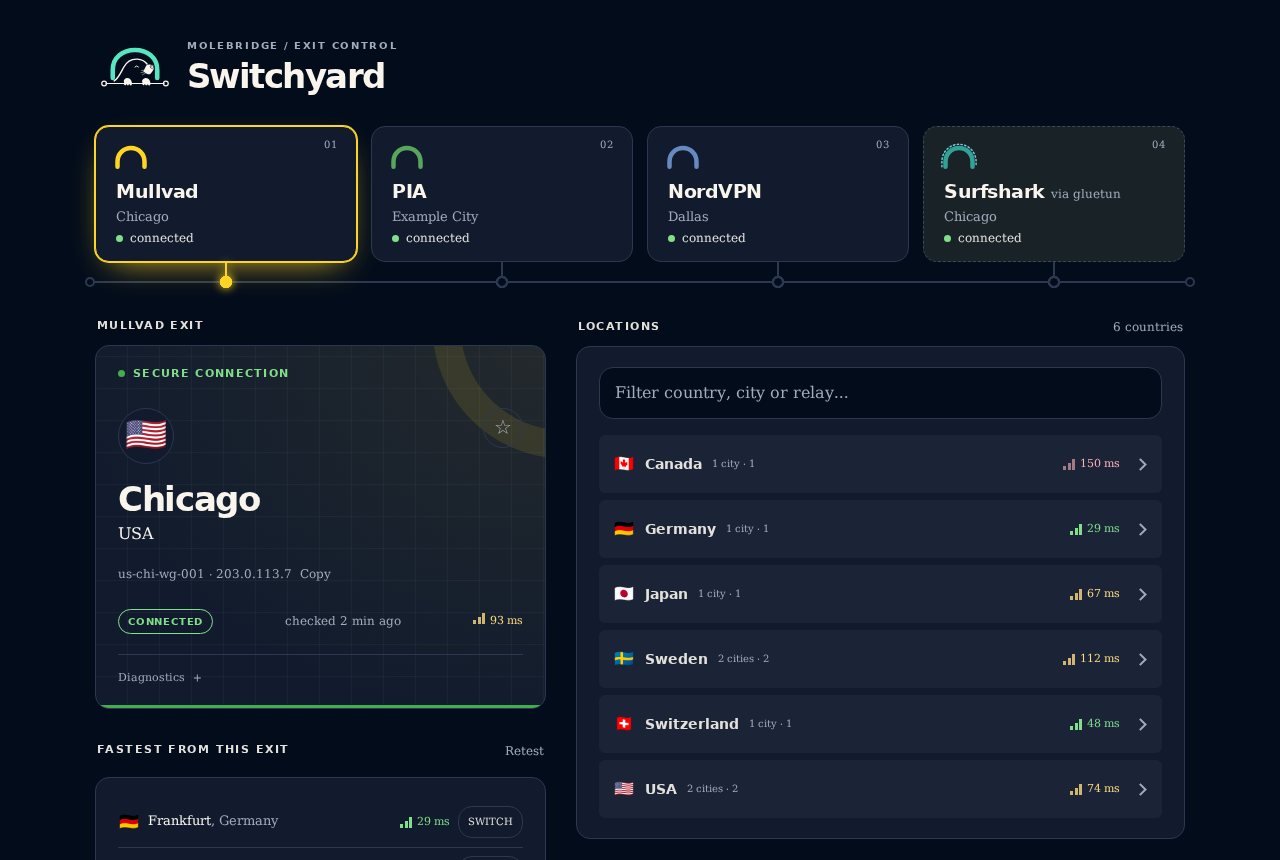 MOLEBRIDGE / EXIT CONTROL
Switchyard
01
Mullvad
Chicago
connected
02
PIA
Example City
connected
03
NordVPN
Dallas
connected
04
Surfshark via gluetun
Chicago
connected
MULLVAD EXIT
SECURE CONNECTION
Chicago
USA
us-chi-wg-001 · 203.0.113.7 Copy
CONNECTED checked 2 min ago 93 ms
Diagnostics +
FASTEST FROM THIS EXIT Retest
Frankfurt, Germany 29 ms SWITCH
LOCATIONS 6 countries
Filter country, city or relay...
Canada 1 city · 1 150 ms
Germany 1 city · 1 29 ms
Japan 1 city · 1 67 ms
Sweden 2 cities · 2 112 ms
Switzerland 1 city · 1 48 ms
USA 2 cities · 2 74 ms